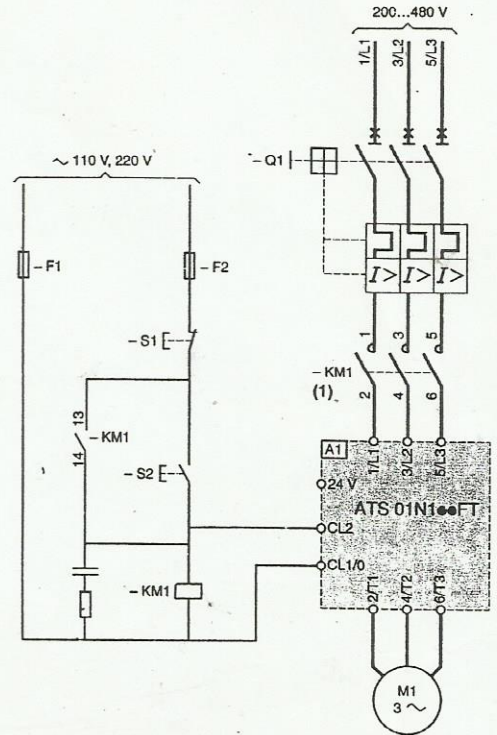 200...480 V
1/L1 3/L2 5/L3
~ 110 V, 220 V
– Q1
– F1 – F2
I> I> I>
– S1
1 3 5
– KM1
(1) 2 4 6
13
– KM1
14
A1
1/L1 3/L2 5/L3
24 V
– S2
ATS 01N1●●FT
CL2
CL1/0
– KM1
2/T1 4/T2 6/T3
M1
3 ~